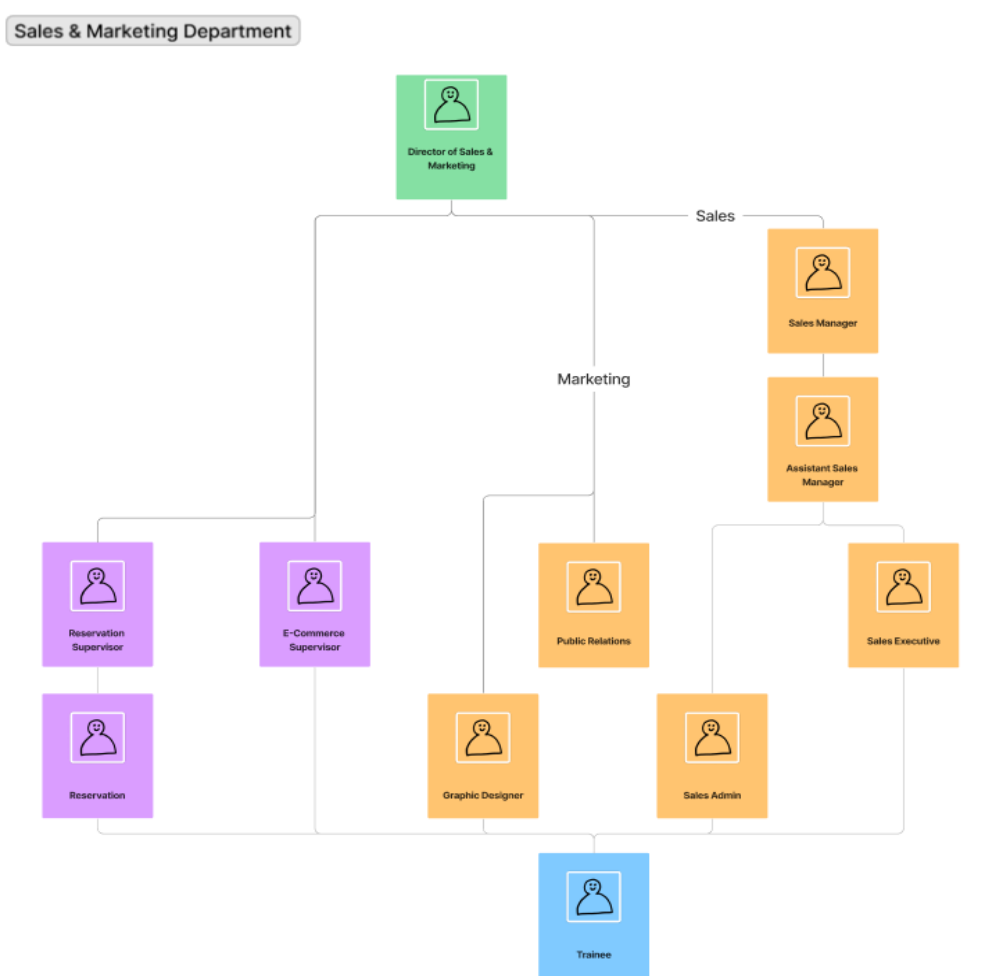 Sales & Marketing Department
Director of Sales &
Marketing
Sales
Sales Manager
Marketing
Assistant Sales
Manager
Reservation
Supervisor
E-Commerce
Supervisor
Public Relations
Sales Executive
Reservation
Graphic Designer
Sales Admin
Trainee